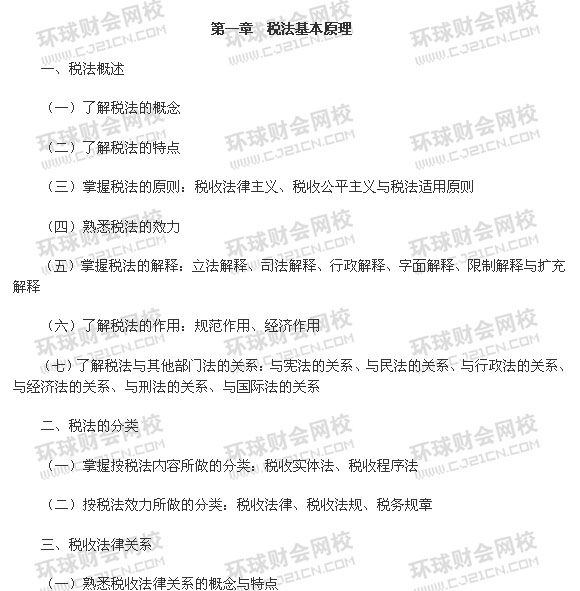 第一章　税法基本原理
一、税法概述
（一）了解税法的概念
（二）了解税法的特点
（三）掌握税法的原则：税收法律主义、税收公平主义与税法适用原则
（四）熟悉税法的效力
（五）掌握税法的解释：立法解释、司法解释、行政解释、字面解释、限制解释与扩充
解释
（六）了解税法的作用：规范作用、经济作用
（七）了解税法与其他部门法的关系：与宪法的关系、与民法的关系、与行政法的关系、
与经济法的关系、与刑法的关系、与国际法的关系
二、税法的分类
（一）掌握按税法内容所做的分类：税收实体法、税收程序法
（二）按税法效力所做的分类：税收法律、税收法规、税务规章
三、税收法律关系
（一）熟悉税收法律关系的概念与特点
环球财会网校
WWW.CJ21CN.COM